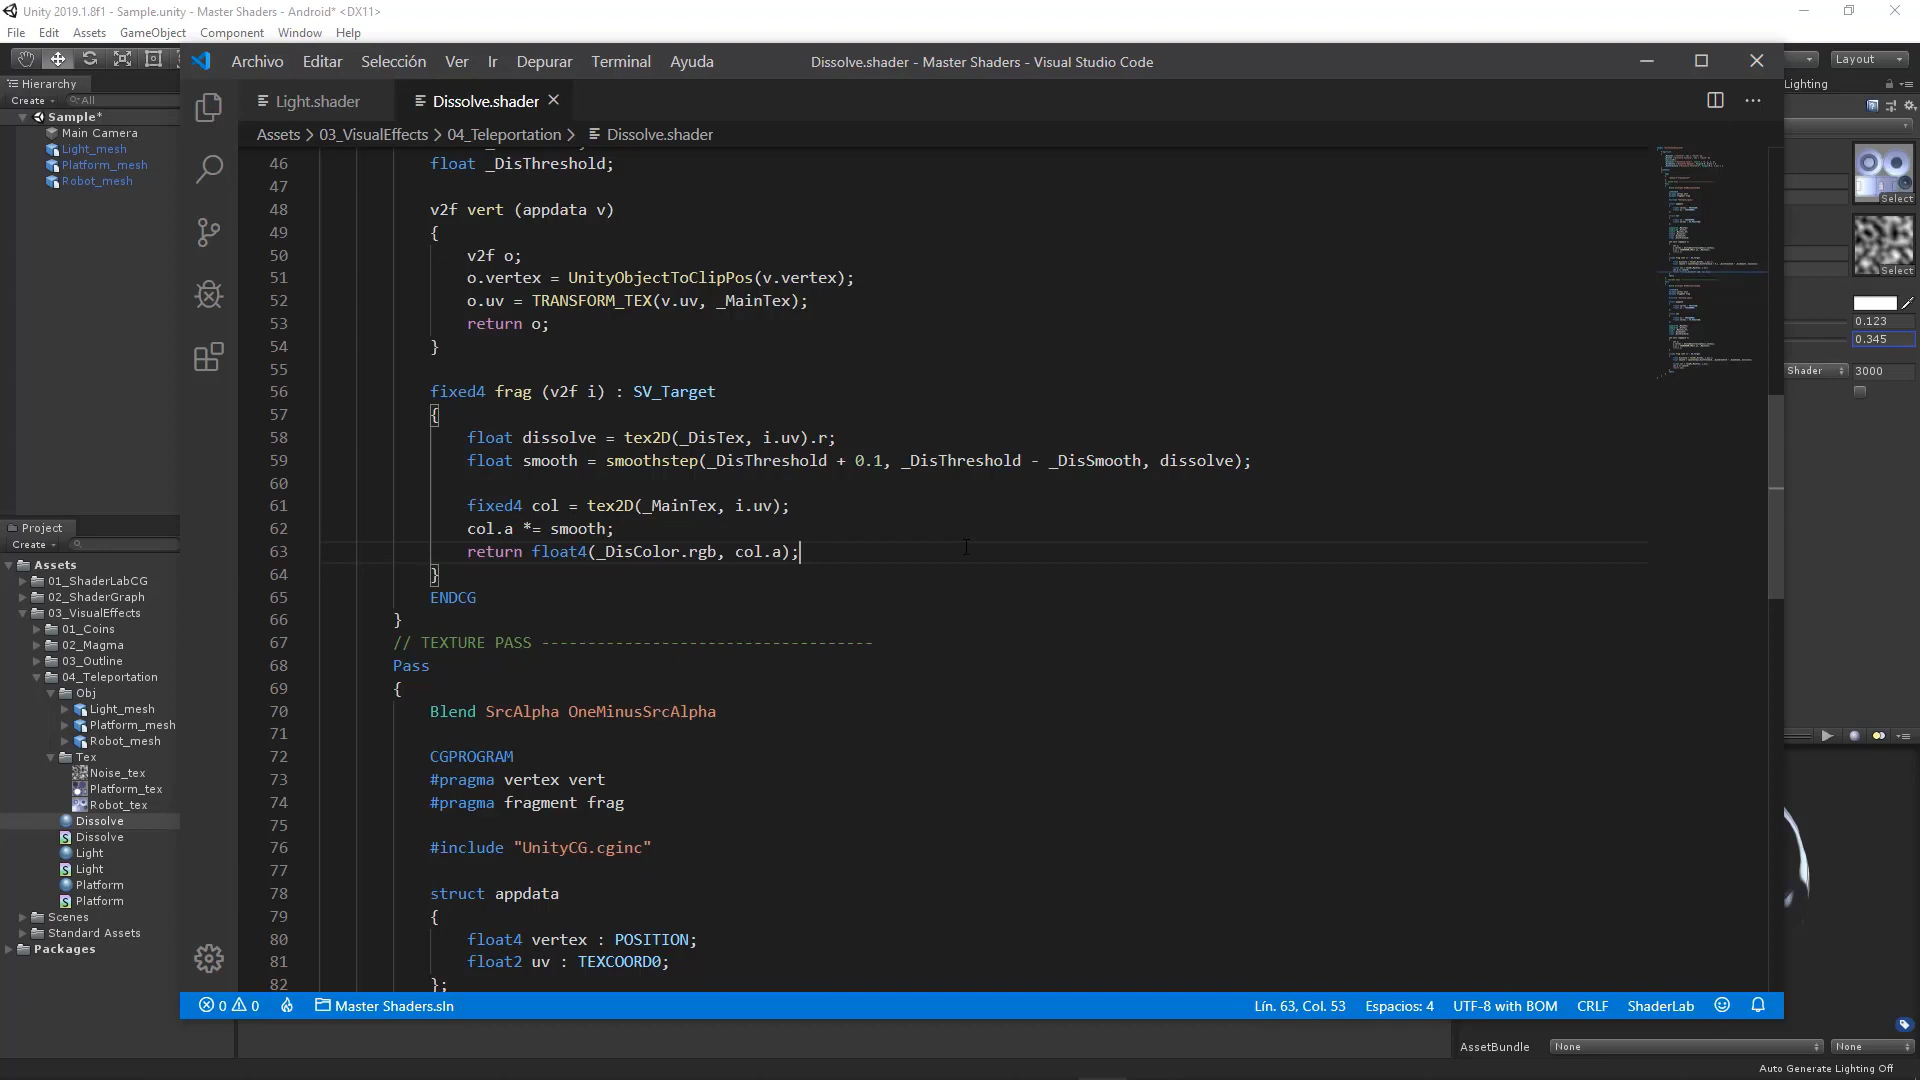 Unity 2019.1.8f1 - Sample.unity - Master Shaders - Android* <DX11>
File Edit Assets GameObject Component Window Help
Archivo Editar Selección Ver Ir Depurar Terminal Ayuda
Dissolve.shader - Master Shaders - Visual Studio Code
Layout
Hierarchy
Create
All
Sample*
Main Camera
Light_mesh
Platform_mesh
Robot_mesh
Light.shader
Dissolve.shader
Assets > 03_VisualEffects > 04_Teleportation > Dissolve.shader
46 float _DisThreshold;
47
48 v2f vert (appdata v)
49 {
50 v2f o;
51 o.vertex = UnityObjectToClipPos(v.vertex);
52 o.uv = TRANSFORM_TEX(v.uv, _MainTex);
53 return o;
54 }
55
56 fixed4 frag (v2f i) : SV_Target
57 {
58 float dissolve = tex2D(_DisTex, i.uv).r;
59 float smooth = smoothstep(_DisThreshold + 0.1, _DisThreshold - _DisSmooth, dissolve);
60
61 fixed4 col = tex2D(_MainTex, i.uv);
62 col.a *= smooth;
63 return float4(_DisColor.rgb, col.a);
64 }
65 ENDCG
66 }
67 // TEXTURE PASS ------------------------------------
68 Pass
69 {
70 Blend SrcAlpha OneMinusSrcAlpha
71
72 CGPROGRAM
73 #pragma vertex vert
74 #pragma fragment frag
75
76 #include "UnityCG.cginc"
77
78 struct appdata
79 {
80 float4 vertex : POSITION;
81 float2 uv : TEXCOORD0;
82 };
Project
Create
Assets
01_ShaderLabCG
02_ShaderGraph
03_VisualEffects
01_Coins
02_Magma
03_Outline
04_Teleportation
Obj
Light_mesh
Platform_mesh
Robot_mesh
Tex
Noise_tex
Platform_tex
Robot_tex
Dissolve
Dissolve
Light
Light
Platform
Platform
Scenes
Standard Assets
Packages
Lighting
Select
Select
0.123
0.345
Shader
3000
0 0 Master Shaders.sln
Lín. 63, Col. 53 Espacios: 4 UTF-8 with BOM CRLF ShaderLab
AssetBundle None None
Auto Generate Lighting Off